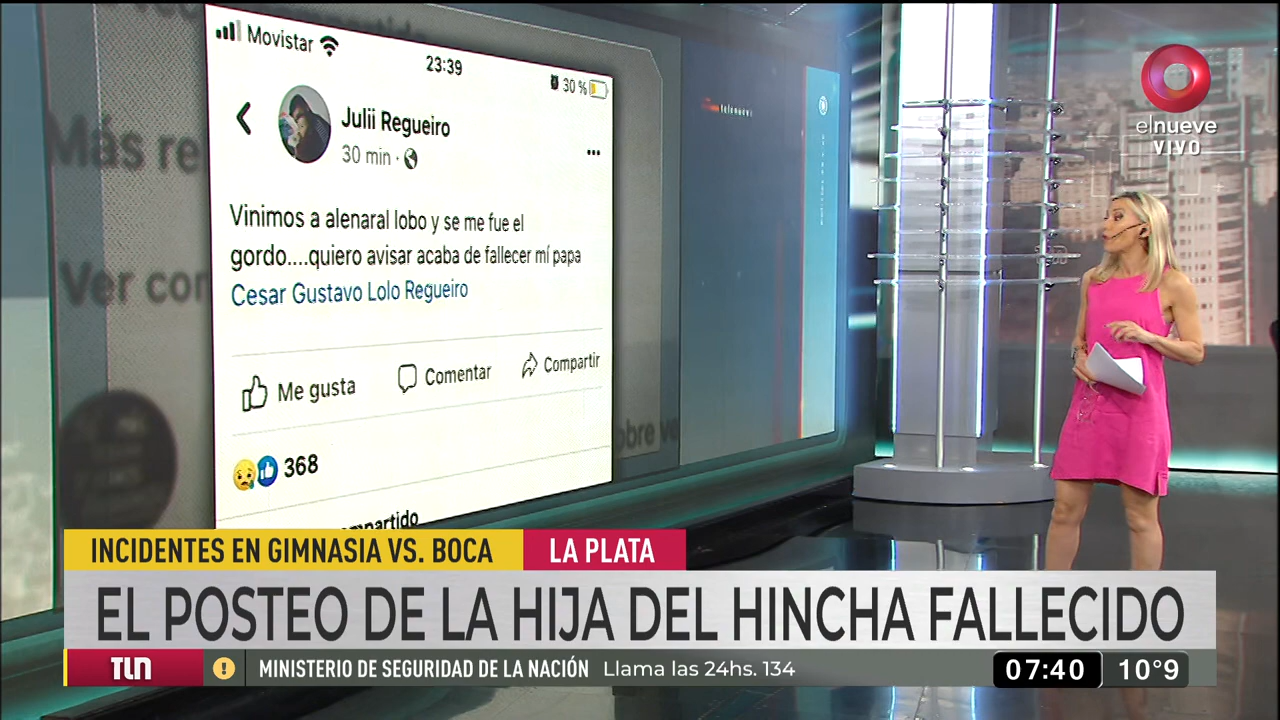 Movistar
23:39
30 %
Julii Regueiro
30 min
Vinimos a alenaral lobo y se me fue el
gordo....quiero avisar acaba de fallecer mí papa
Cesar Gustavo Lolo Regueiro
Me gusta
Comentar
Compartir
368
Más re
Ver con
obre
elnueve
VIVO
INCIDENTES EN GIMNASIA VS. BOCA
LA PLATA
EL POSTEO DE LA HIJA DEL HINCHA FALLECIDO
TLN
MINISTERIO DE SEGURIDAD DE LA NACIÓN
Llama las 24hs. 134
07:40
10°9